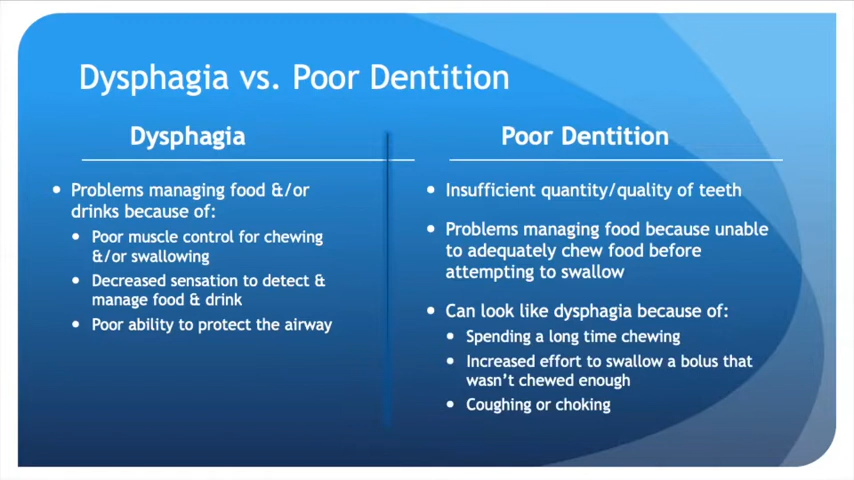 Dysphagia vs. Poor Dentition
Dysphagia
Problems managing food &/or
drinks because of:
Poor muscle control for chewing
&/or swallowing
Decreased sensation to detect &
manage food & drink
Poor ability to protect the airway
Poor Dentition
Insufficient quantity/quality of teeth
Problems managing food because unable
to adequately chew food before
attempting to swallow
Can look like dysphagia because of:
Spending a long time chewing
Increased effort to swallow a bolus that
wasn't chewed enough
Coughing or choking